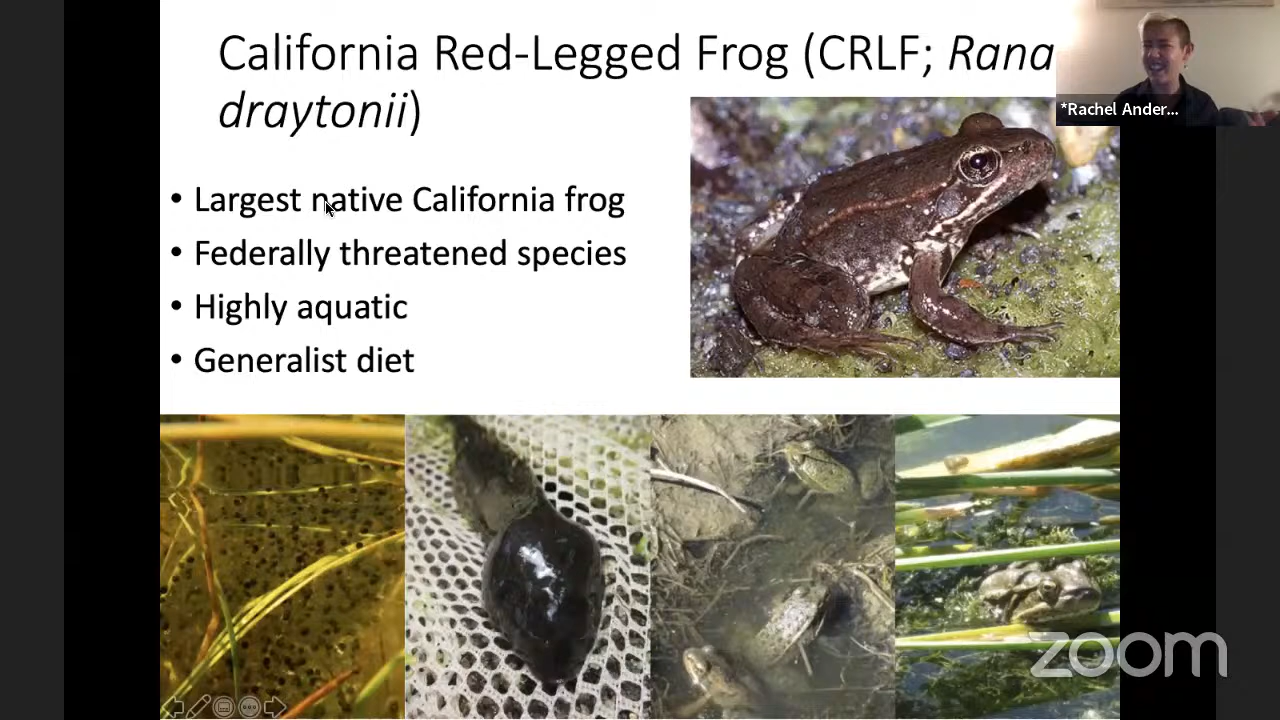 California Red-Legged Frog (CRLF; Rana
draytonii)
*Rachel Ander...
• Largest native California frog
• Federally threatened species
• Highly aquatic
• Generalist diet
zoom